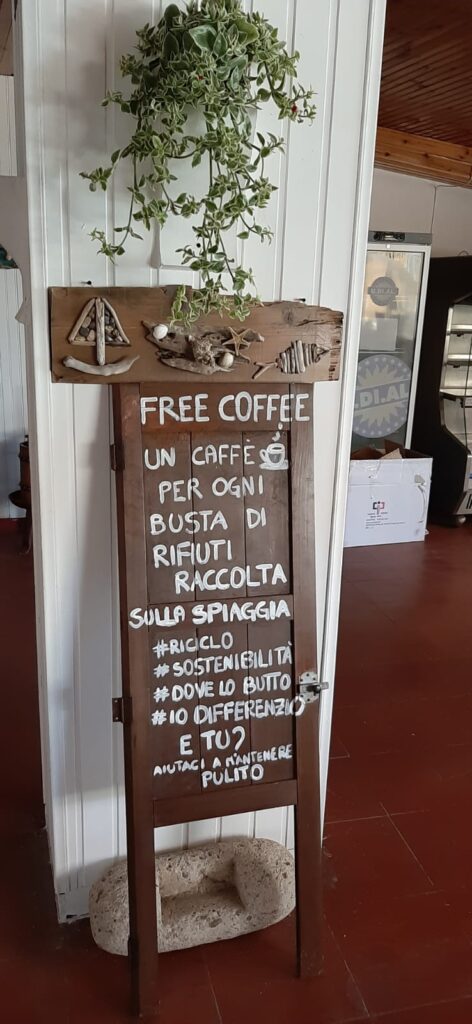 FREE COFFEE
UN CAFFÈ
PER OGNI
BUSTA DI
RIFIUTI
RACCOLTA
SULLA SPIAGGIA
#RICICLO
#SOSTENIBILITÀ
#DOVE LO BUTTO
#IO DIFFERENZIO
E TU?
AIUTACI A MANTENERE
PULITO